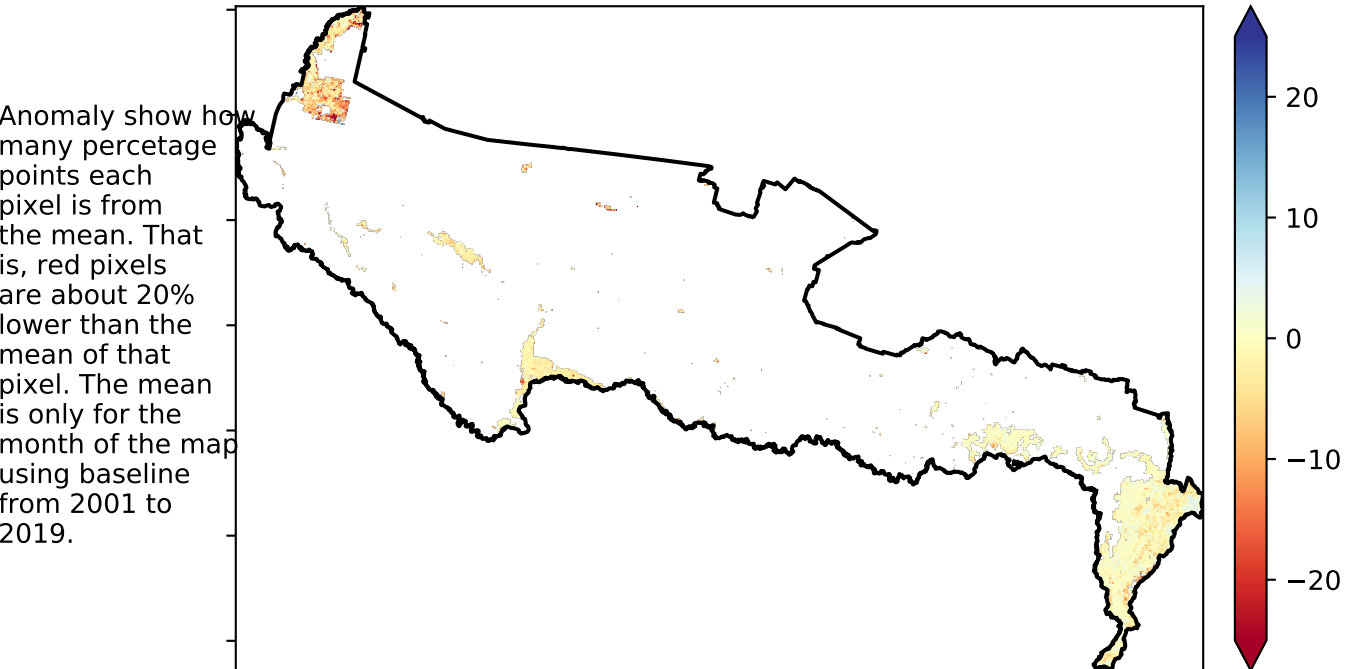 Anomaly show how
many percetage
points each
pixel is from
the mean. That
is, red pixels
are about 20%
lower than the
mean of that
pixel. The mean
is only for the
month of the map
using baseline
from 2001 to
2019.
20
10
0
−10
−20